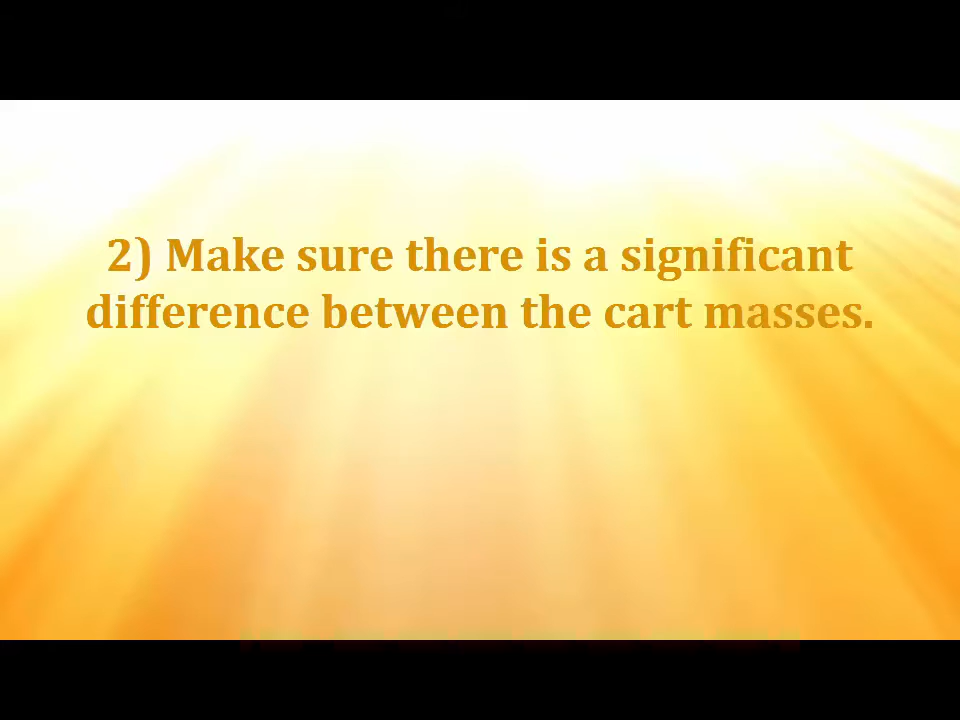 2) Make sure there is a significant
difference between the cart masses.